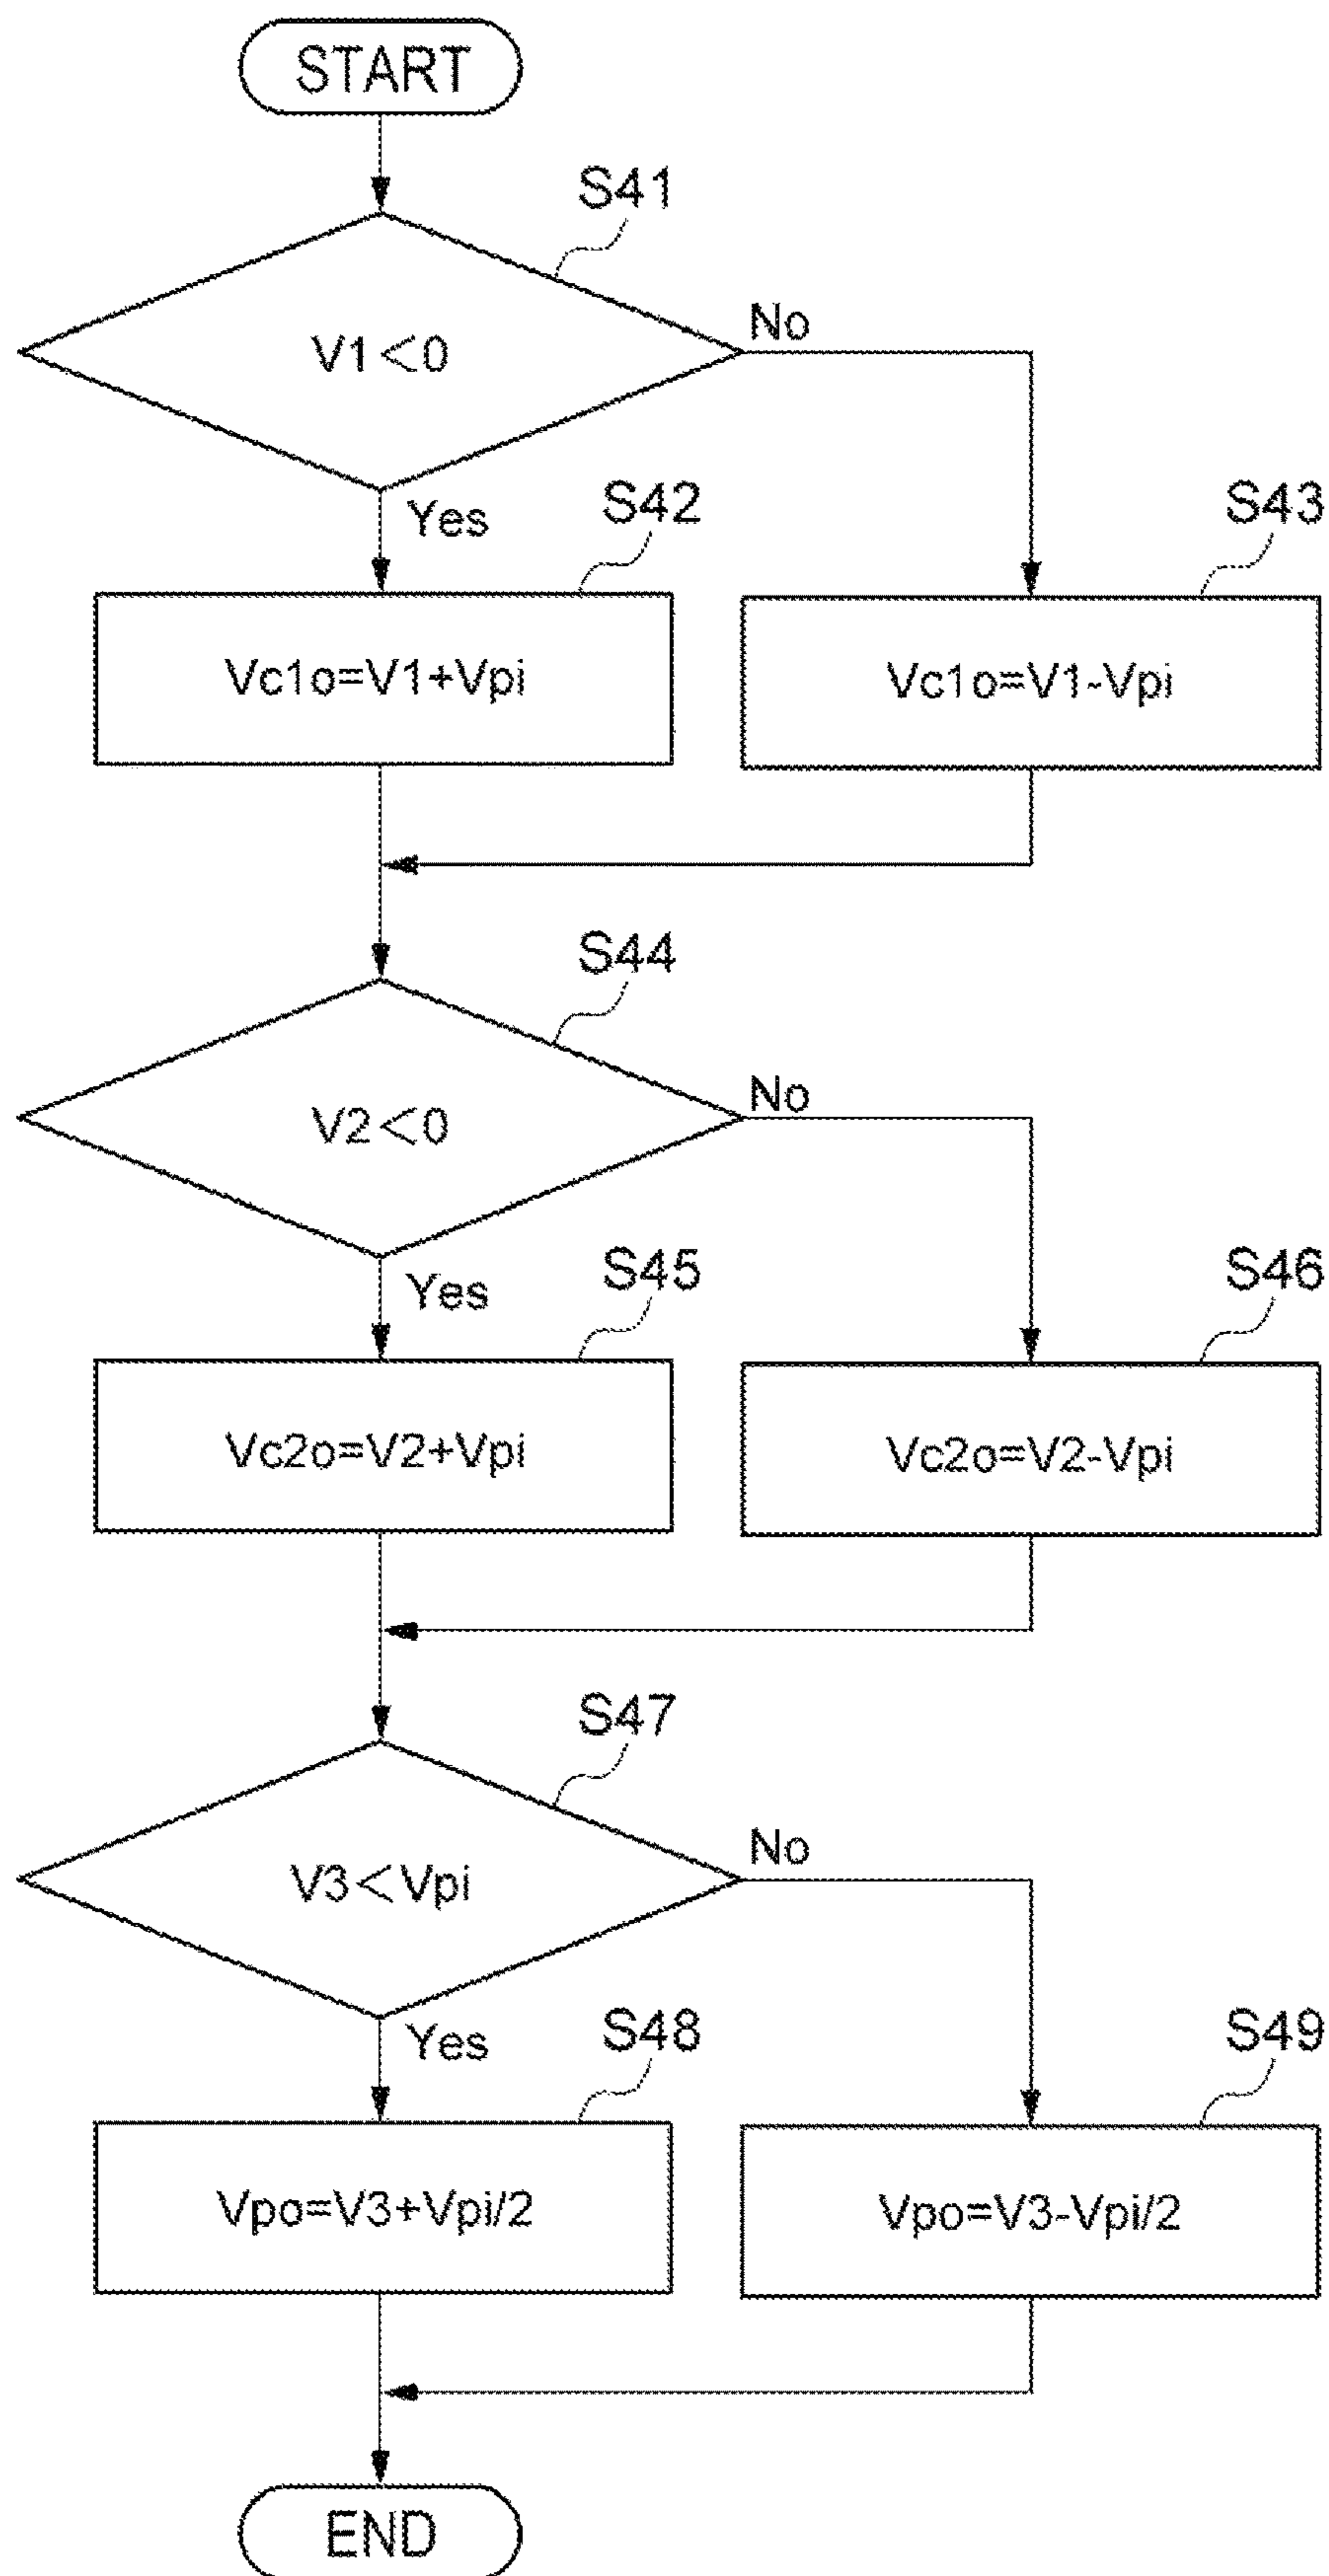 START
S41
V1<0
No
Yes
S42
S43
Vc1o=V1+Vpi
Vc1o=V1-Vpi
S44
V2<0
No
Yes
S45
S46
Vc2o=V2+Vpi
Vc2o=V2-Vpi
S47
V3<Vpi
No
Yes
S48
S49
Vpo=V3+Vpi/2
Vpo=V3-Vpi/2
END